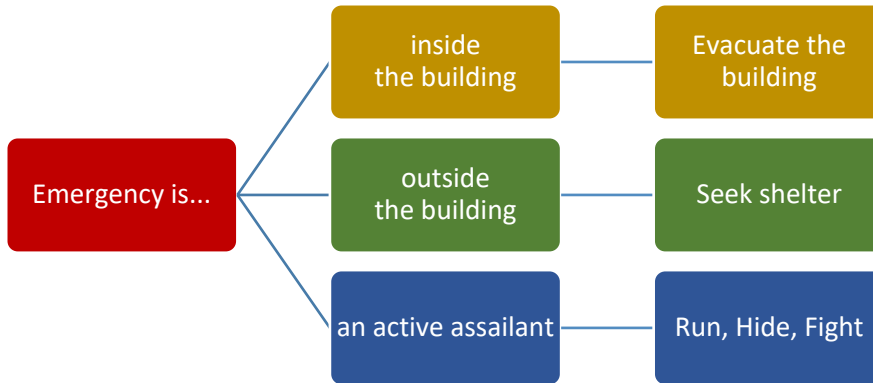 Emergency is...
inside
the building
Evacuate the
building
outside
the building
Seek shelter
an active assailant
Run, Hide, Fight